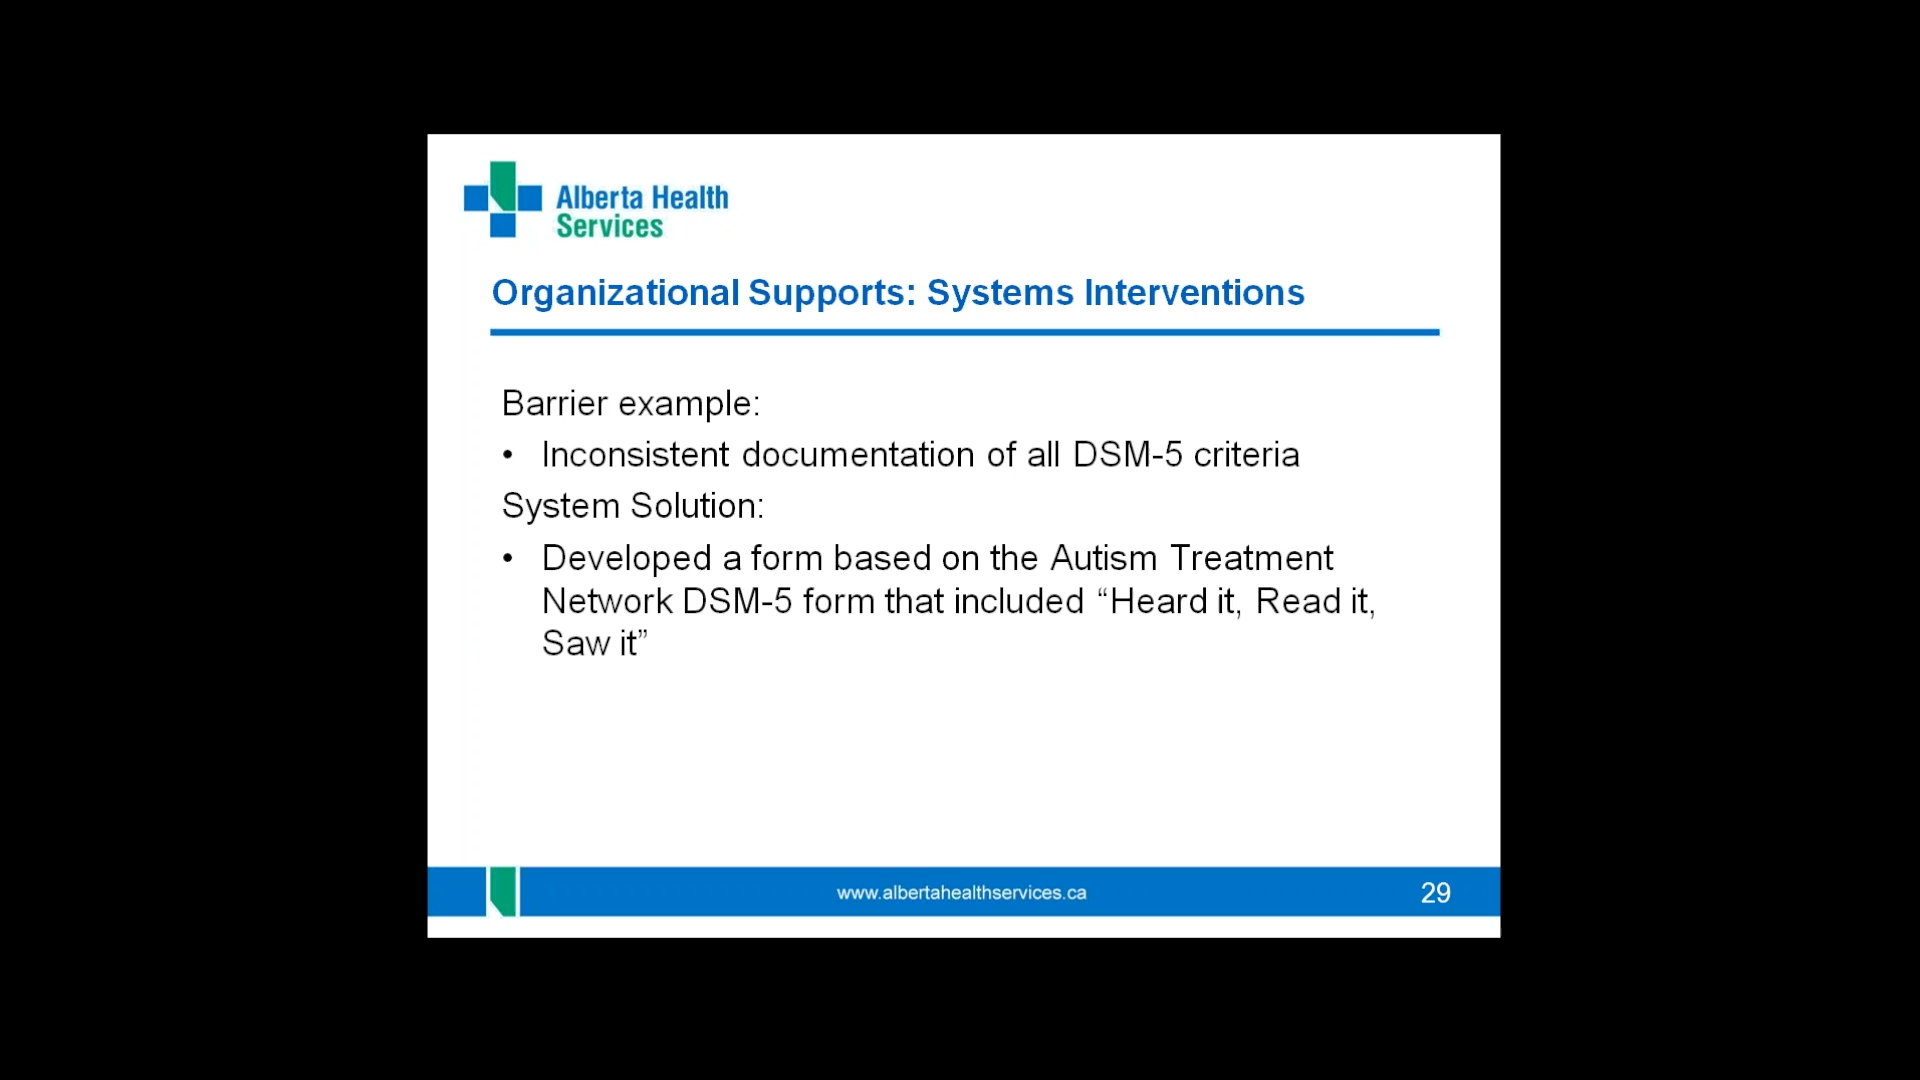 Alberta Health
Services
Organizational Supports: Systems Interventions
Barrier example:
• Inconsistent documentation of all DSM-5 criteria
System Solution:
• Developed a form based on the Autism Treatment
Network DSM-5 form that included “Heard it, Read it,
Saw it”
www.albertahealthservices.ca
29